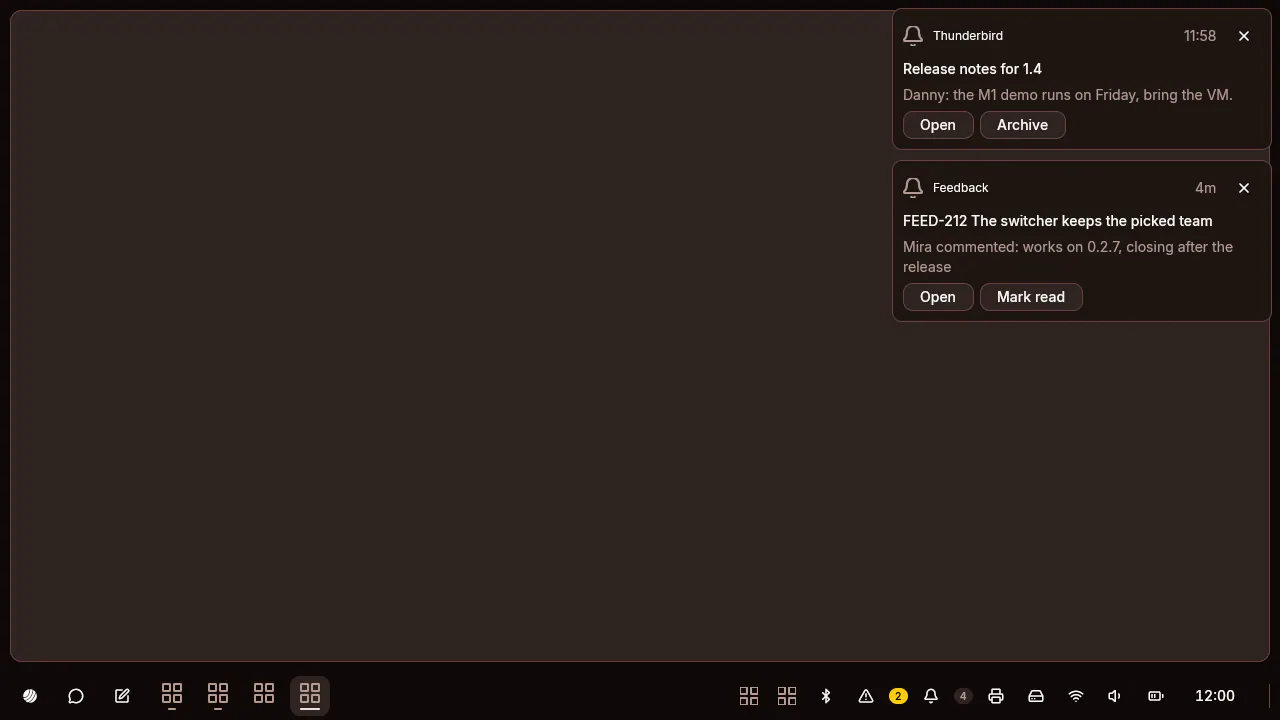 Thunderbird 11:58
Release notes for 1.4
Danny: the M1 demo runs on Friday, bring the VM.
Open Archive
Feedback 4m
FEED-212 The switcher keeps the picked team
Mira commented: works on 0.2.7, closing after the
release
Open Mark read
2 4 12:00